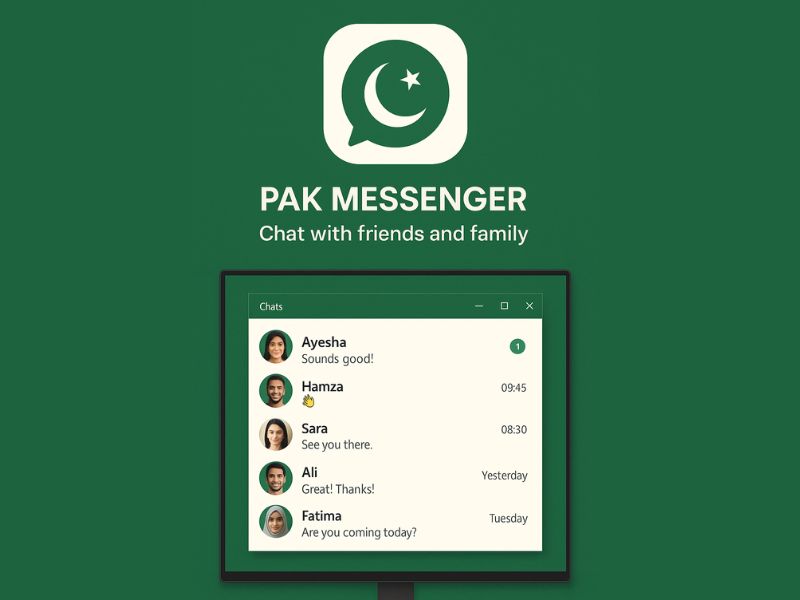 PAK MESSENGER
Chat with friends and family
Chats
Ayesha 1
Sounds good!
Hamza 09:45
👋
Sara 08:30
See you there.
Ali Yesterday
Great! Thanks!
Fatima Tuesday
Are you coming today?